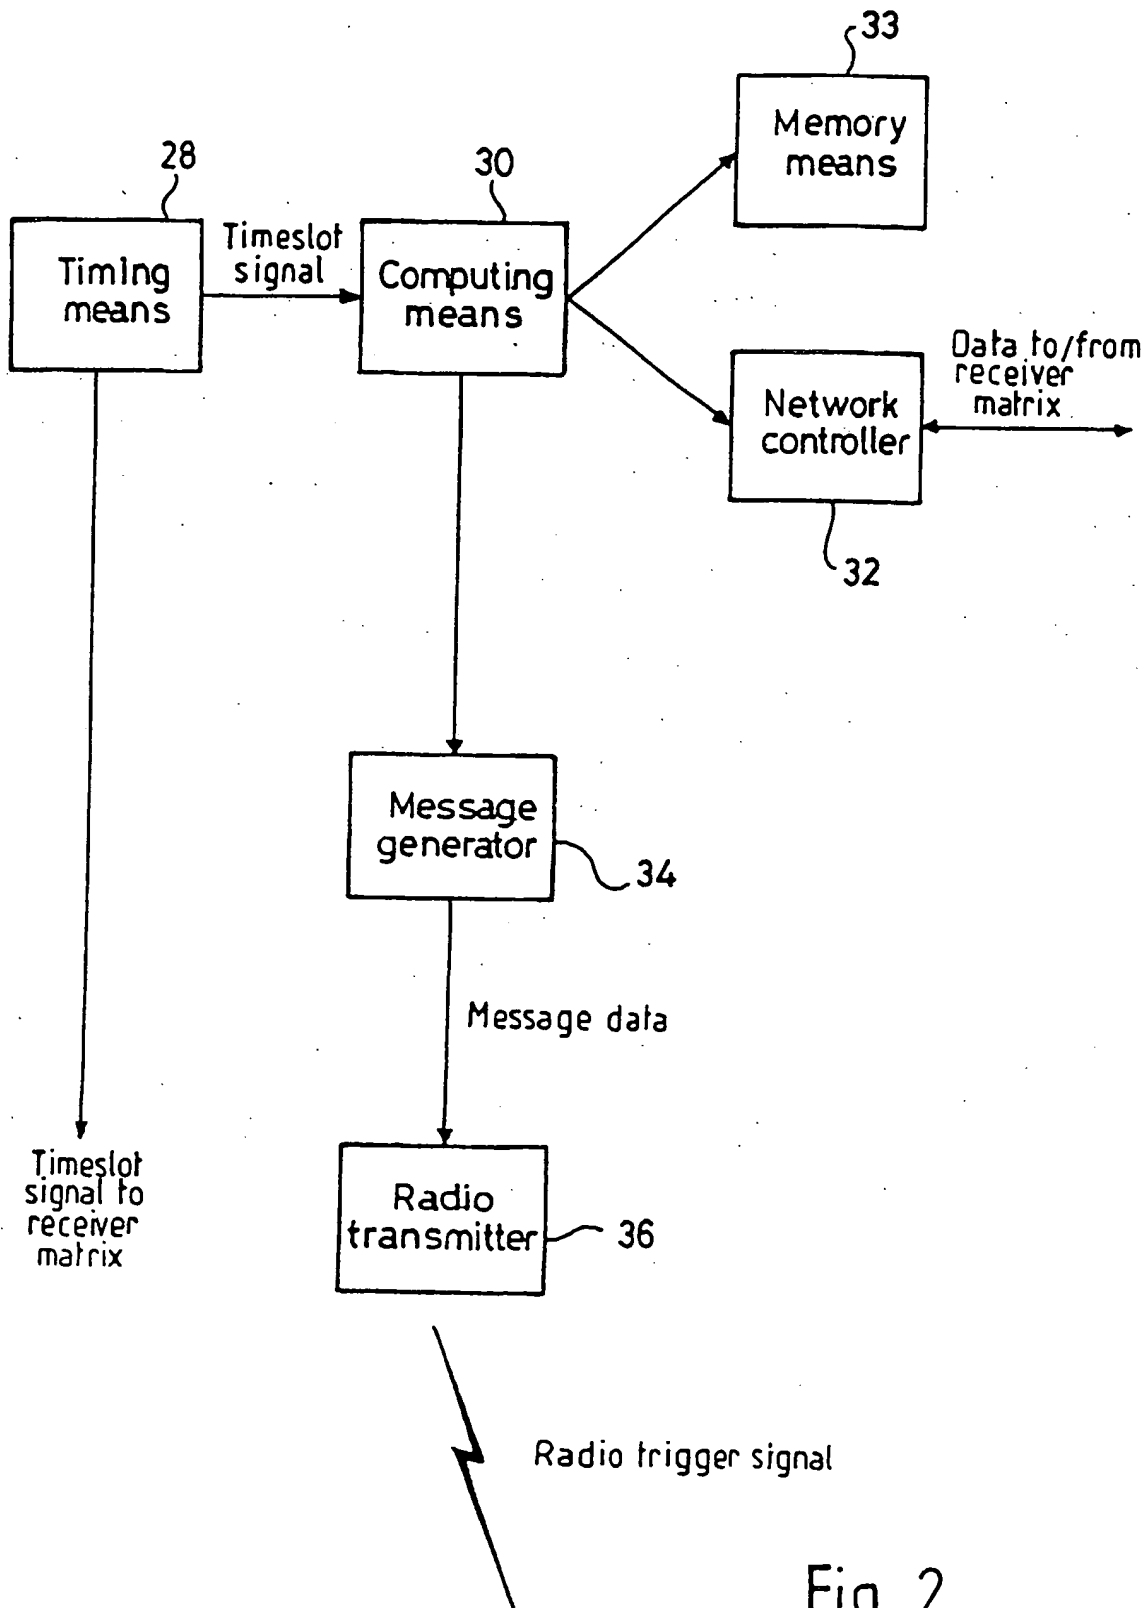 33
Memory
means
28
30
Timeslot
signal
Timing
means
Computing
means
Data to/from
receiver
matrix
Network
controller
32
Message
generator
34
Message data
Timeslot
signal to
receiver
matrix
Radio
transmitter
36
Radio trigger signal
Fig. 2